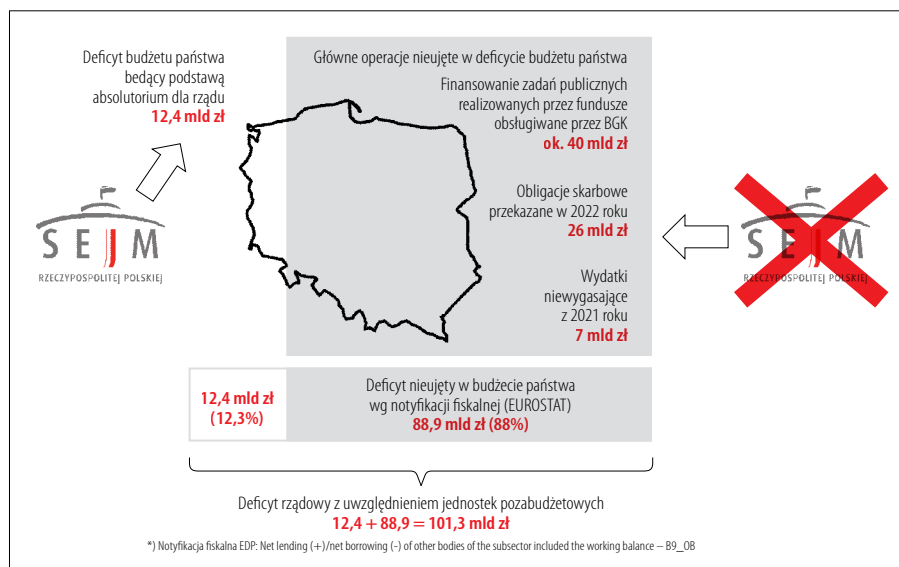 Deficyt budżetu państwa
bedący podstawą
absolutorium dla rządu
12,4 mld zł
SEJM
RZECZYPOSPOLITEJ POLSKIEJ
Główne operacje nieujęte w deficycie budżetu państwa
Finansowanie zadań publicznych
realizowanych przez fundusze
obsługiwane przez BGK
ok. 40 mld zł
Obligacje skarbowe
przekazane w 2022 roku
26 mld zł
Wydatki
niewygasające
z 2021 roku
7 mld zł
SEJM
RZECZYPOSPOLITEJ POLSKIEJ
12,4 mld zł
(12,3%)
Deficyt nieujęty w budżecie państwa
wg notyfikacji fiskalnej (EUROSTAT)
88,9 mld zł (88%)
Deficyt rządowy z uwzględnieniem jednostek pozabudżetowych
12,4 + 88,9 = 101,3 mld zł
*) Notyfikacja fiskalna EDP: Net lending (+)/net borrowing (-) of other bodies of the subsector included the working balance – B9_OB